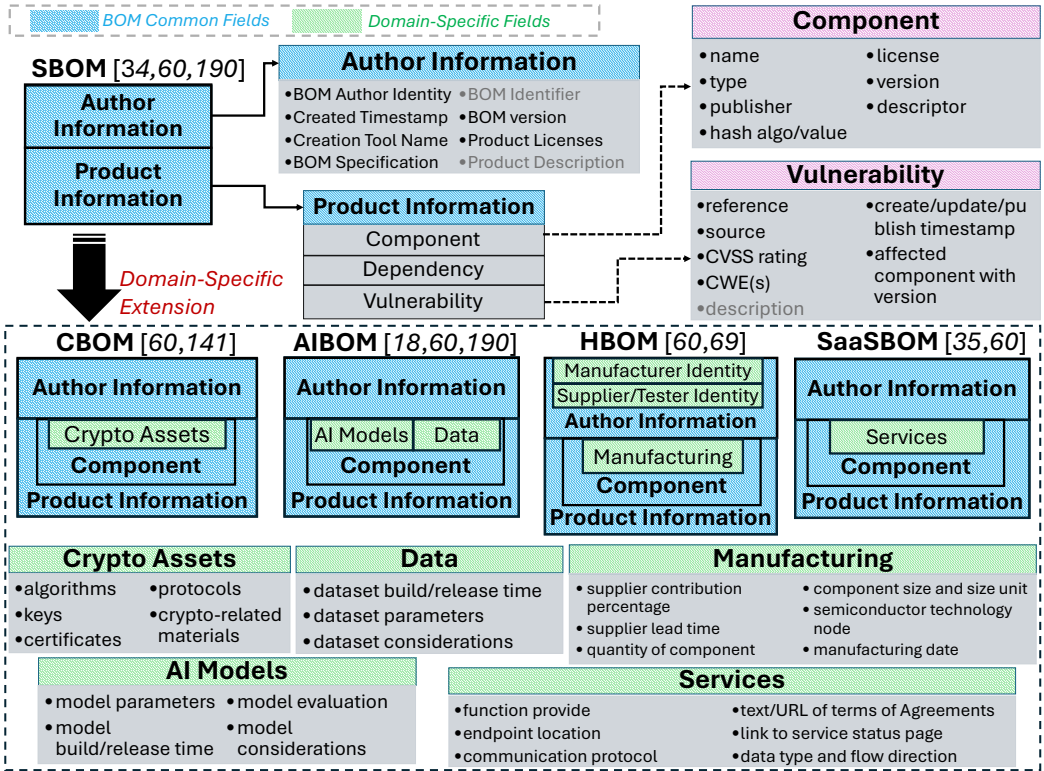 BOM Common Fields
Domain-Specific Fields
SBOM [34,60,190]
Author
Information
Product
Information
Author Information
•BOM Author Identity
•Created Timestamp
•Creation Tool Name
•BOM Specification
•BOM Identifier
•BOM version
•Product Licenses
•Product Description
Product Information
Component
Dependency
Vulnerability
Component
•name
•type
•publisher
•hash algo/value
•license
•version
•descriptor
Vulnerability
•reference
•source
•CVSS rating
•CWE(s)
•description
•create/update/pu
blish timestamp
•affected
component with
version
Domain-Specific
Extension
CBOM [60,141]
Author Information
Crypto Assets
Component
Product Information
AIBOM [18,60,190]
Author Information
AI Models
Data
Component
Product Information
HBOM [60,69]
Manufacturer Identity
Supplier/Tester Identity
Author Information
Manufacturing
Component
Product Information
SaaSBOM [35,60]
Author Information
Services
Component
Product Information
Crypto Assets
•algorithms
•keys
•certificates
•protocols
•crypto-related
materials
Data
• dataset build/release time
• dataset parameters
• dataset considerations
Manufacturing
• supplier contribution
percentage
• supplier lead time
• quantity of component
• component size and size unit
• semiconductor technology
node
• manufacturing date
AI Models
• model parameters
• model
build/release time
• model evaluation
• model
considerations
Services
•function provide
•endpoint location
•communication protocol
•text/URL of terms of Agreements
•link to service status page
•data type and flow direction